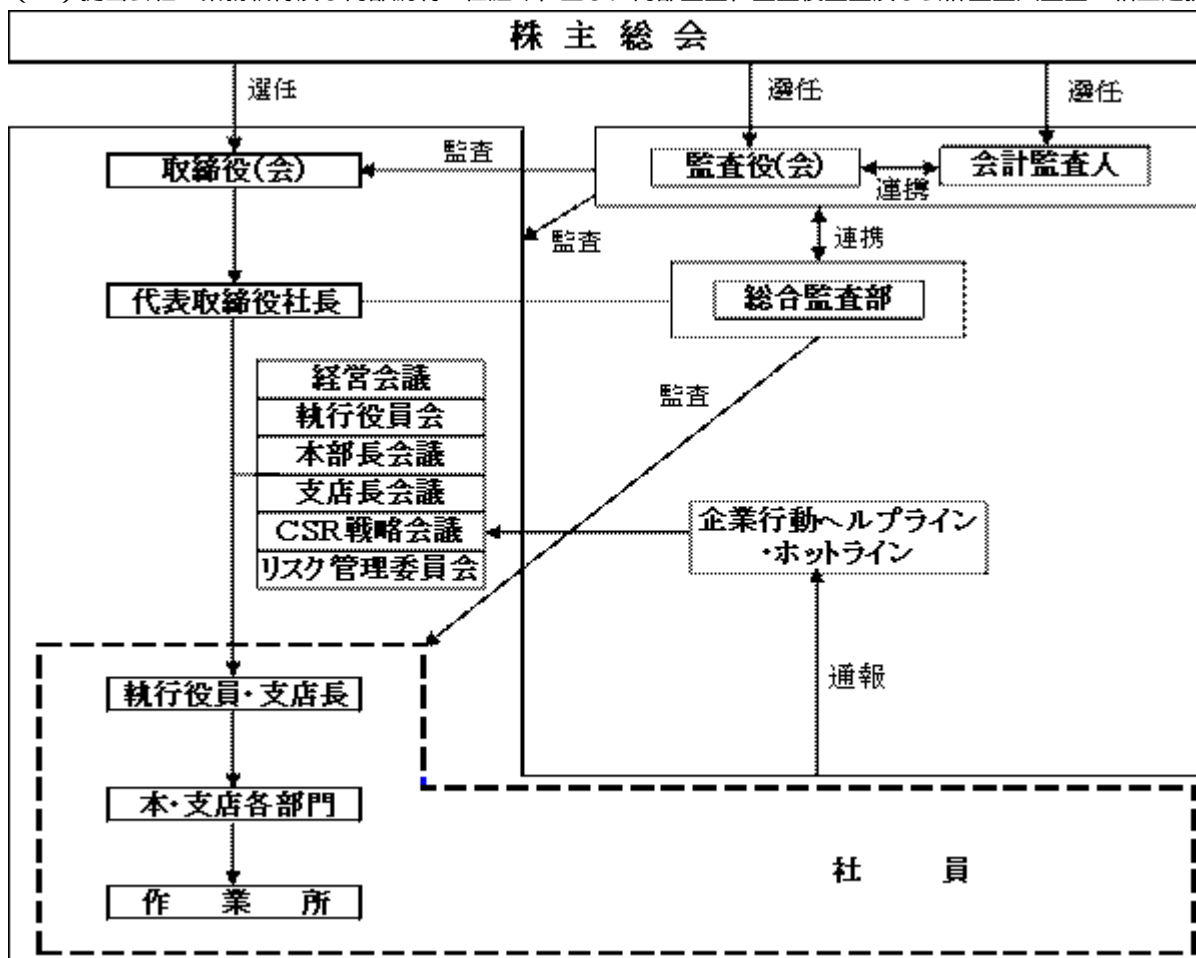 株主総会
選任
選任
選任
取締役(会)
監査
監査役(会)
連携
会計監査人
監査
連携
代表取締役社長
総合監査部
経営会議
執行役員会
本部長会議
支店長会議
CSR戦略会議
リスク管理委員会
監査
企業行動ヘルプライン
・ホットライン
通報
執行役員・支店長
本・支店各部門
作業所
社員